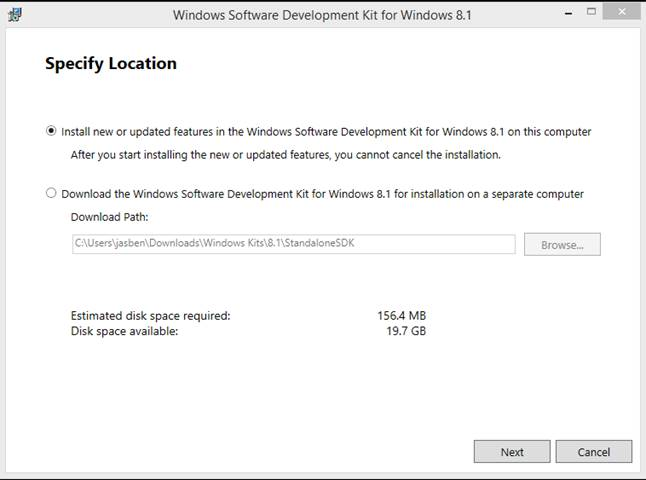 Windows Software Development Kit for Windows 8.1
Specify Location
Install new or updated features in the Windows Software Development Kit for Windows 8.1 on this computer
After you start installing the new or updated features, you cannot cancel the installation.
Download the Windows Software Development Kit for Windows 8.1 for installation on a separate computer
Download Path:
C:\Users\jasben\Downloads\Windows Kits\8.1\StandaloneSDK
Browse...
Estimated disk space required: 156.4 MB
Disk space available: 19.7 GB
Next Cancel